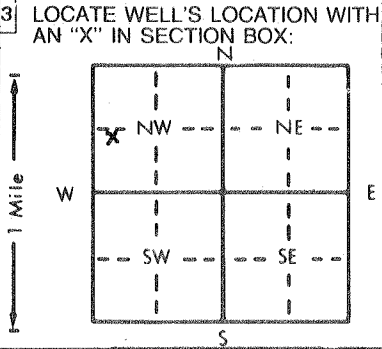 3 LOCATE WELL'S LOCATION WITH
AN "X" IN SECTION BOX:
N
NW NE
X
1 Mile
W E
SW SE
S